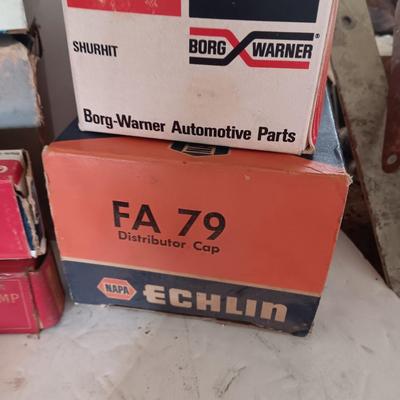 SHURHIT
BORG WARNER®
Borg-Warner Automotive Parts
FA 79
Distributor Cap
NAPA
ECHLIN
MP